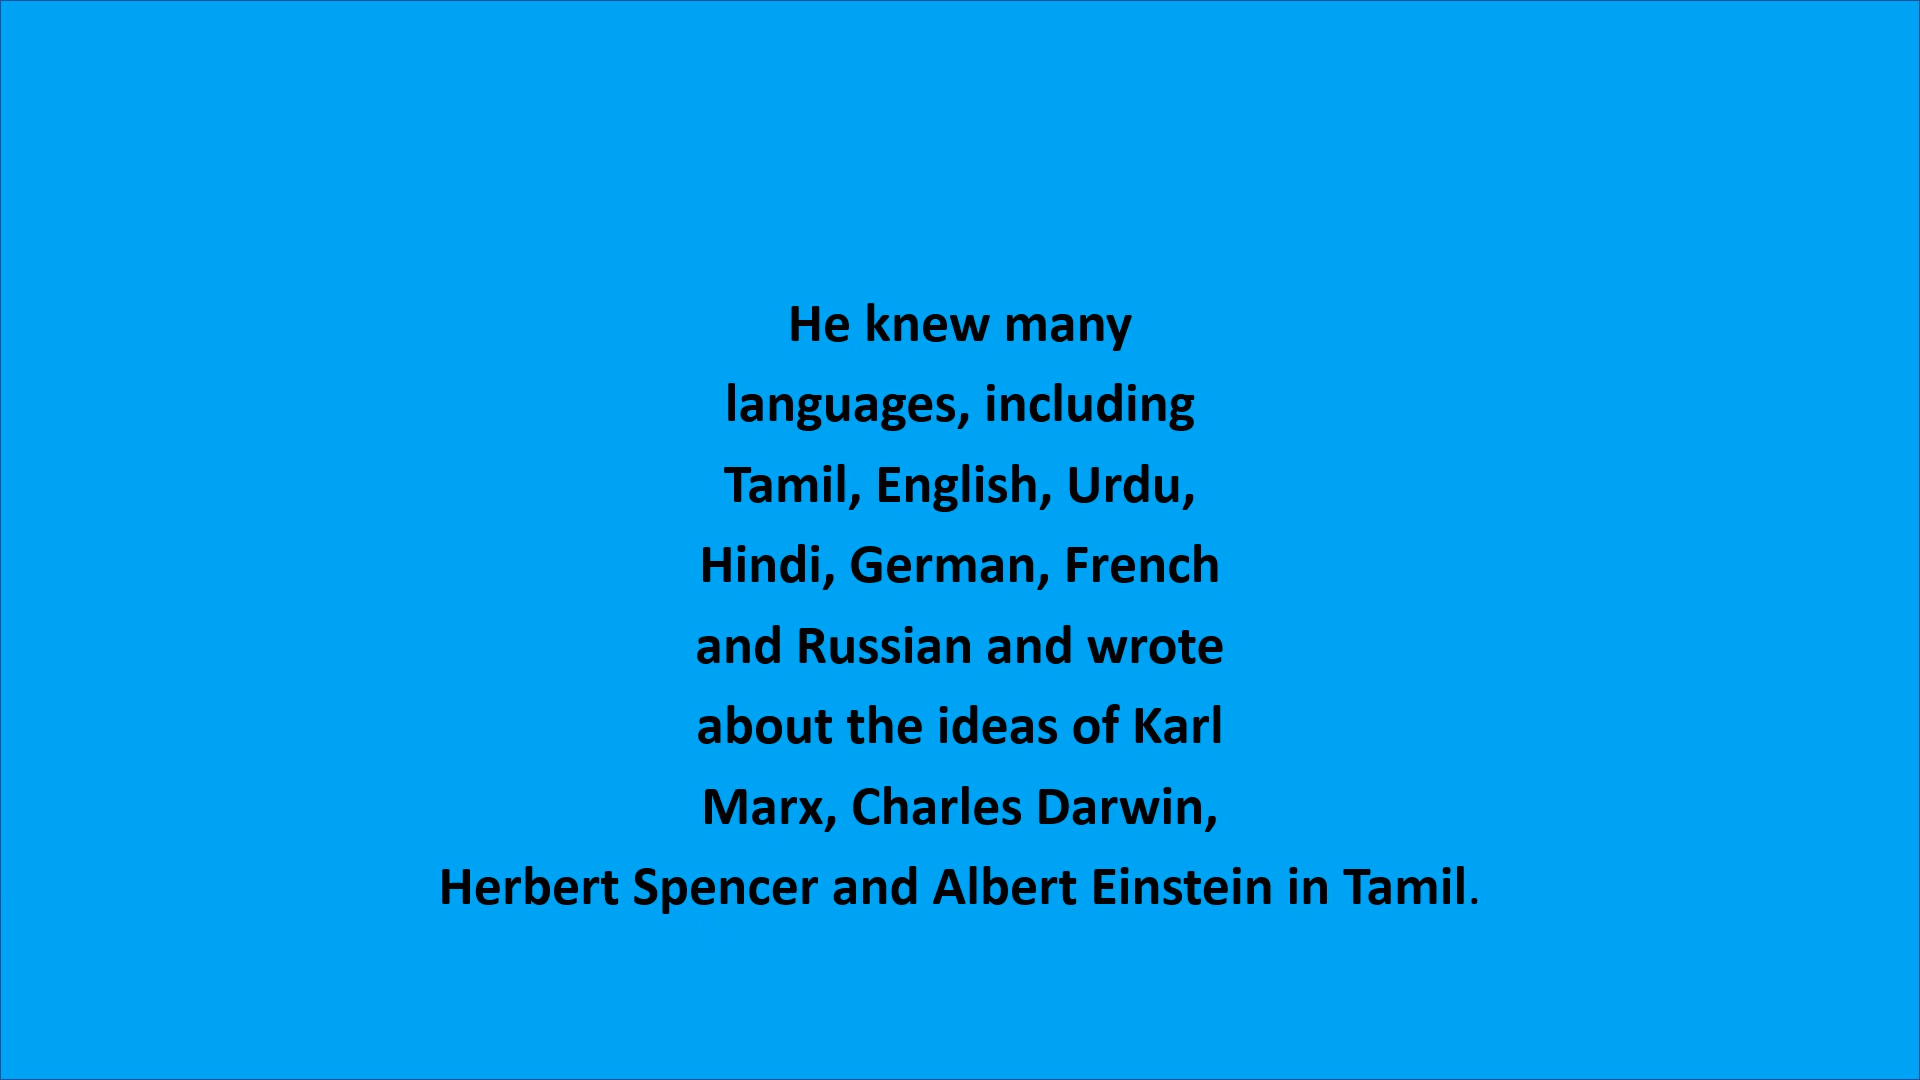 He knew many
languages, including
Tamil, English, Urdu,
Hindi, German, French
and Russian and wrote
about the ideas of Karl
Marx, Charles Darwin,
Herbert Spencer and Albert Einstein in Tamil.